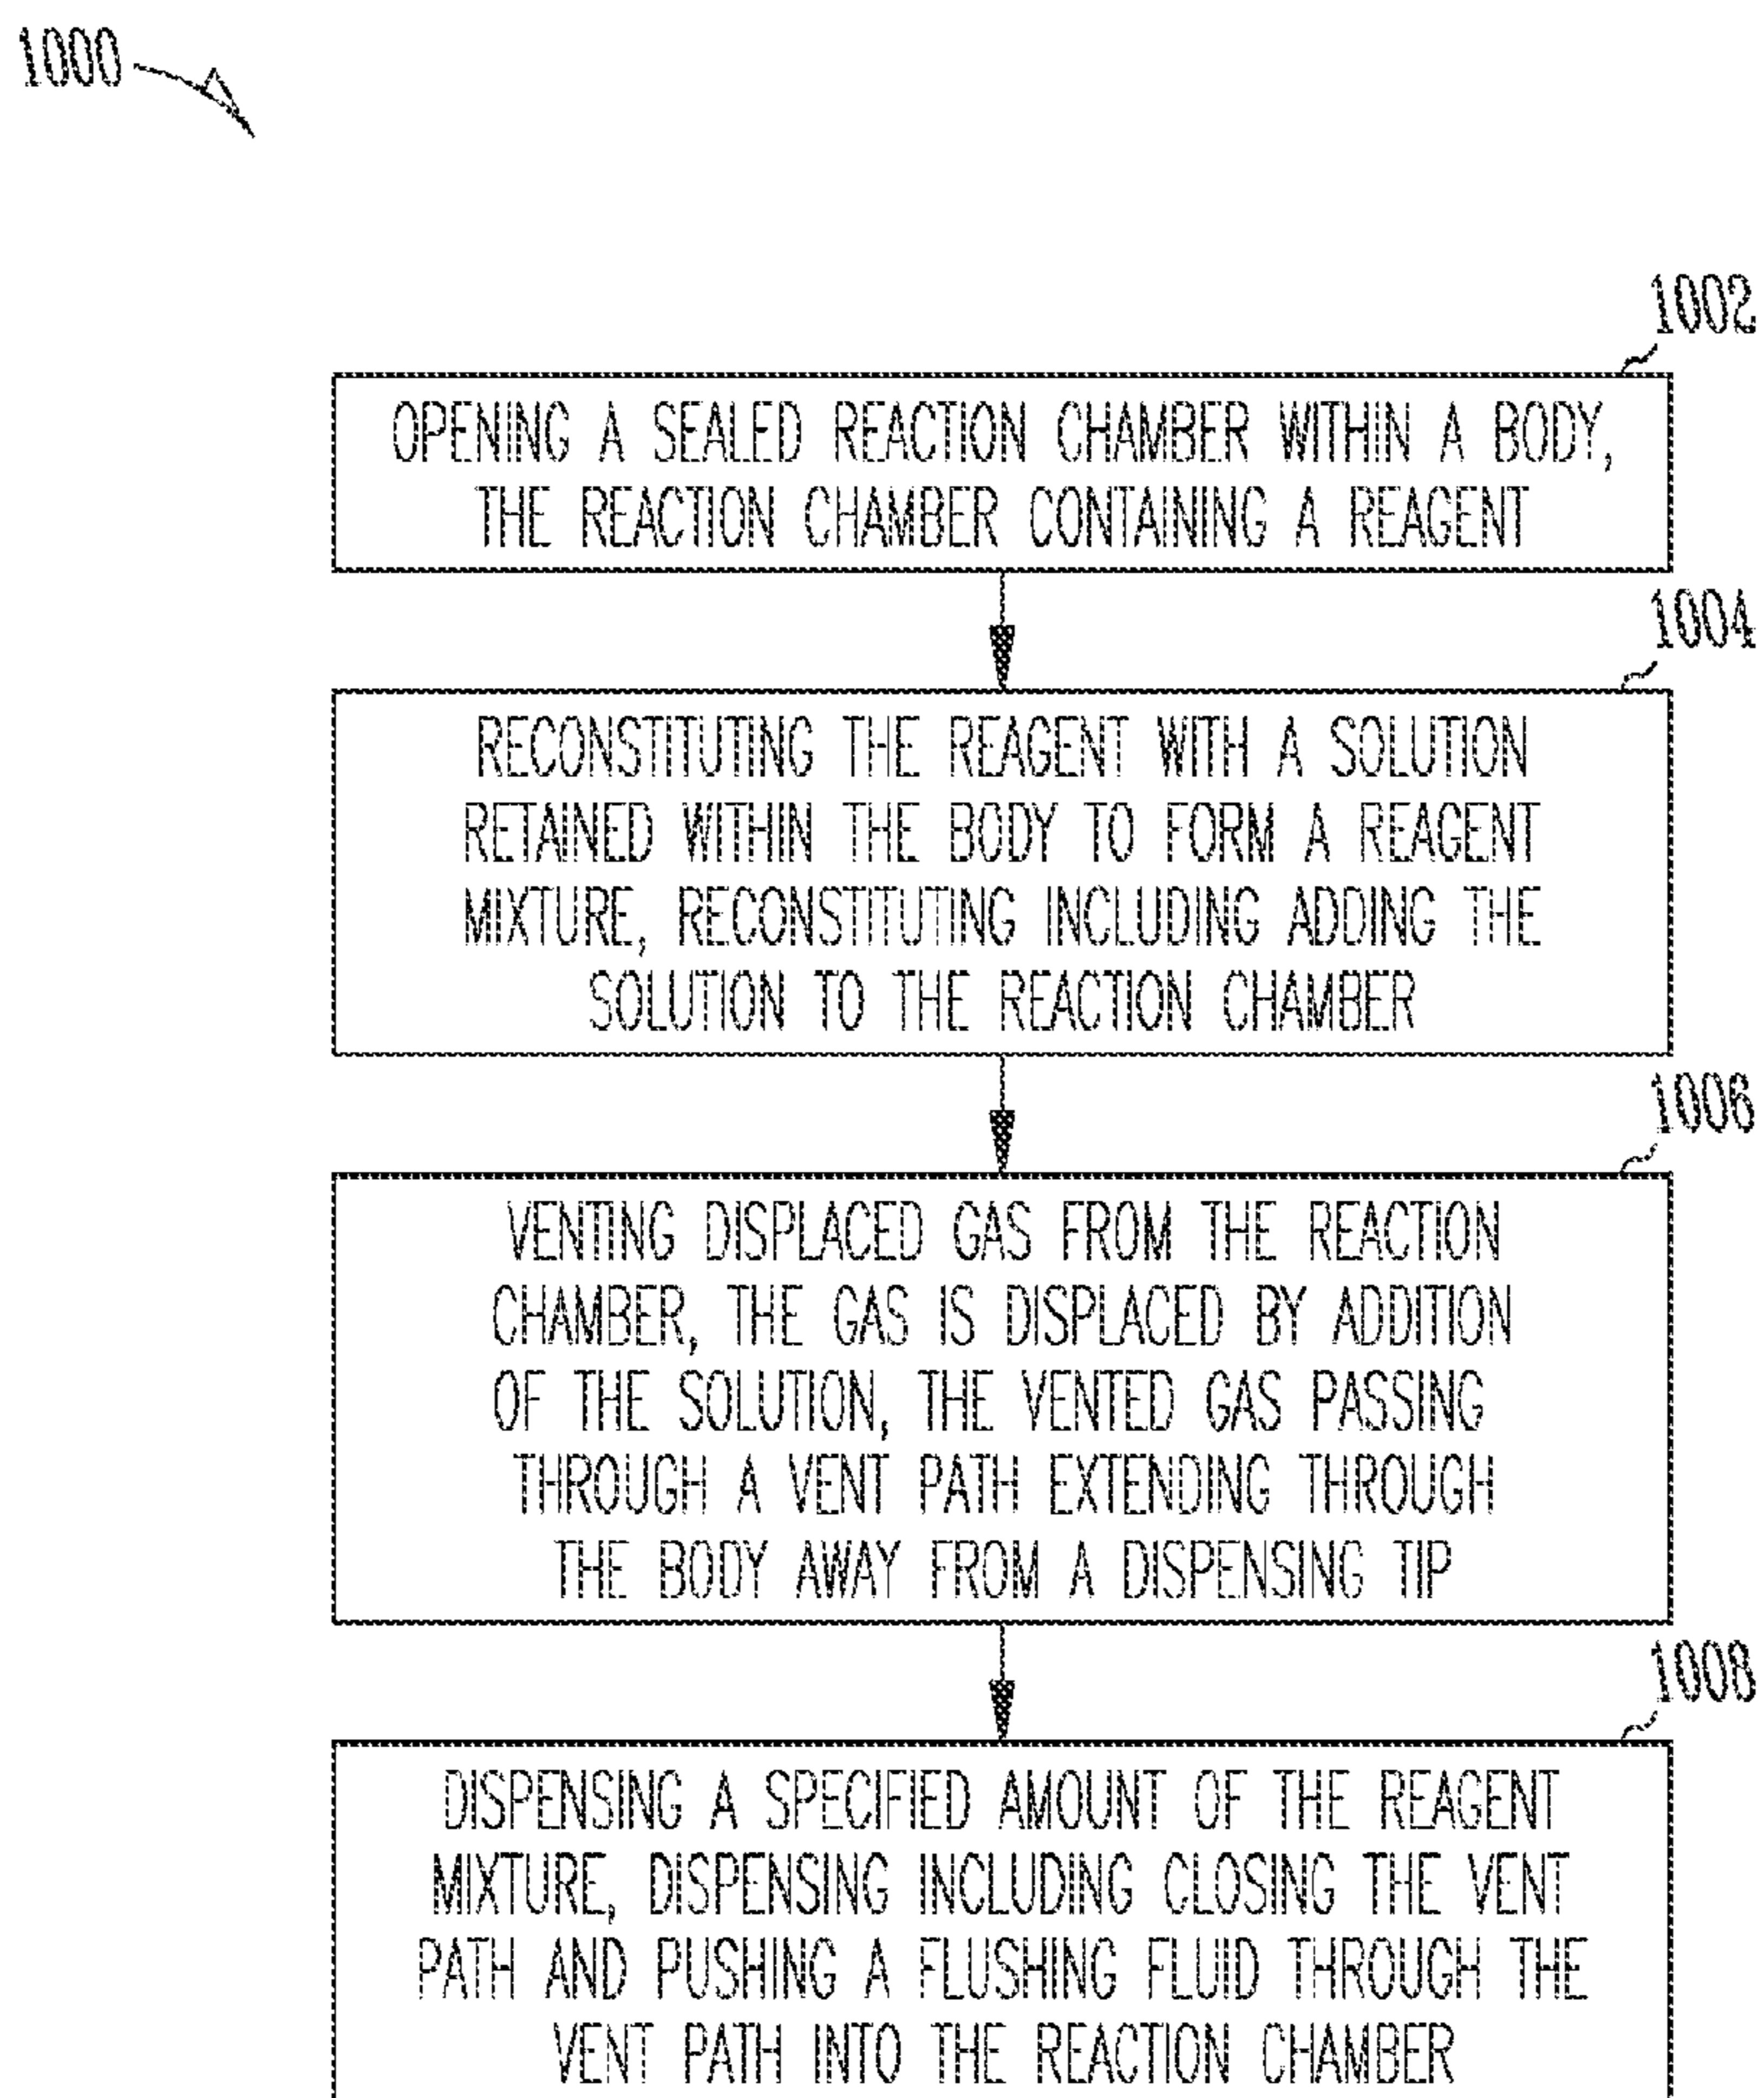 1000
1002
OPENING A SEALED REACTION CHAMBER WITHIN A BODY,
THE REACTION CHAMBER CONTAINING A REAGENT
1004
RECONSTITUTING THE REAGENT WITH A SOLUTION
RETAINED WITHIN THE BODY TO FORM A REAGENT
MIXTURE, RECONSTITUTING INCLUDING ADDING THE
SOLUTION TO THE REACTION CHAMBER
1006
VENTING DISPLACED GAS FROM THE REACTION
CHAMBER, THE GAS IS DISPLACED BY ADDITION
OF THE SOLUTION, THE VENTED GAS PASSING
THROUGH A VENT PATH EXTENDING THROUGH
THE BODY AWAY FROM A DISPENSING TIP
1008
DISPENSING A SPECIFIED AMOUNT OF THE REAGENT
MIXTURE, DISPENSING INCLUDING CLOSING THE VENT
PATH AND PUSHING A FLUSHING FLUID THROUGH THE
VENT PATH INTO THE REACTION CHAMBER